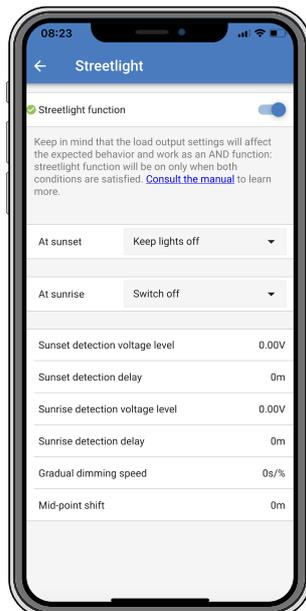 08:23
Streetlight
Streetlight function
Keep in mind that the load output settings will affect
the expected behavior and work as an AND function:
streetlight function will be on only when both
conditions are satisfied. Consult the manual to learn
more.
At sunset Keep lights off
At sunrise Switch off
Sunset detection voltage level 0.00V
Sunset detection delay 0m
Sunrise detection voltage level 0.00V
Sunrise detection delay 0m
Gradual dimming speed 0s/%
Mid-point shift 0m